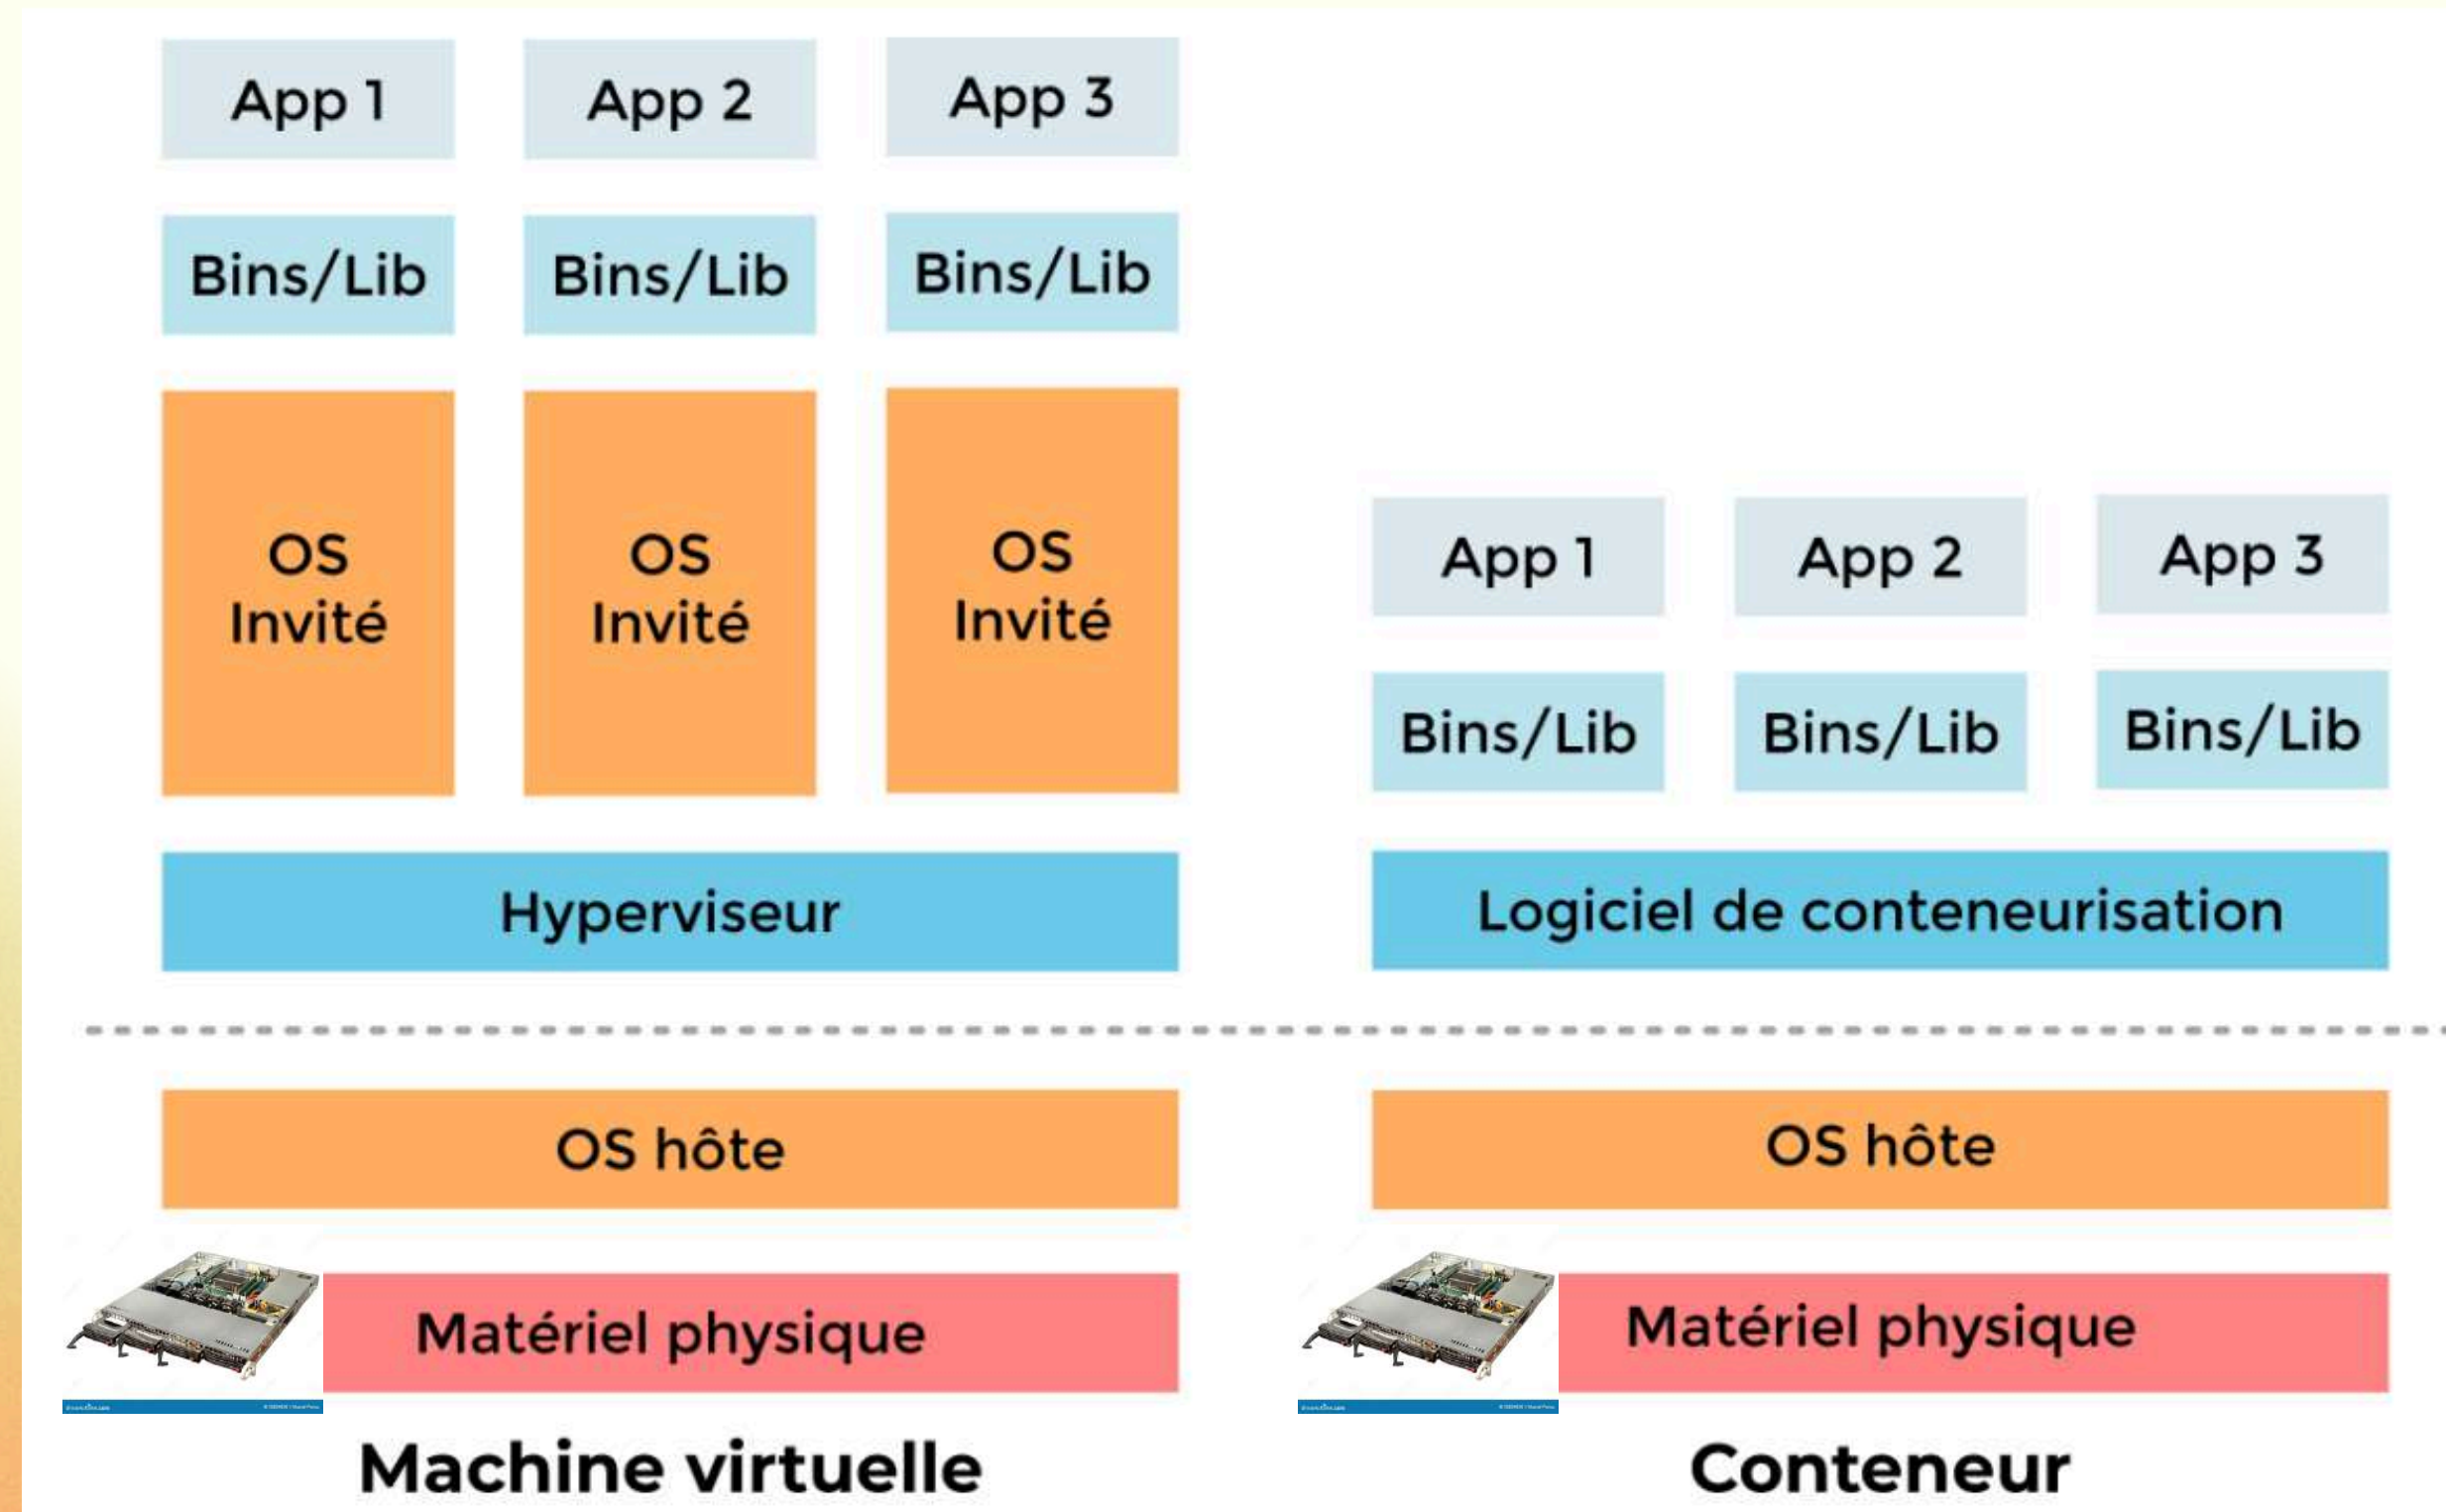 App 1
App 2
App 3
Bins/Lib
Bins/Lib
Bins/Lib
OS
Invité
OS
Invité
OS
Invité
Hyperviseur
OS hôte
Matériel physique
Machine virtuelle
App 1
App 2
App 3
Bins/Lib
Bins/Lib
Bins/Lib
Logiciel de conteneurisation
OS hôte
Matériel physique
Conteneur